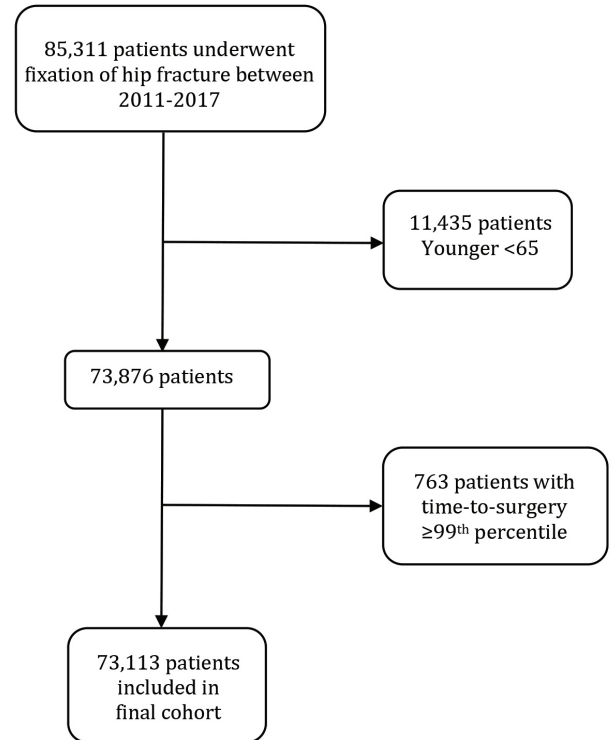 85,311 patients underwent
fixation of hip fracture between
2011-2017
11,435 patients
Younger <65
73,876 patients
763 patients with
time-to-surgery
≥99th percentile
73,113 patients
included in
final cohort